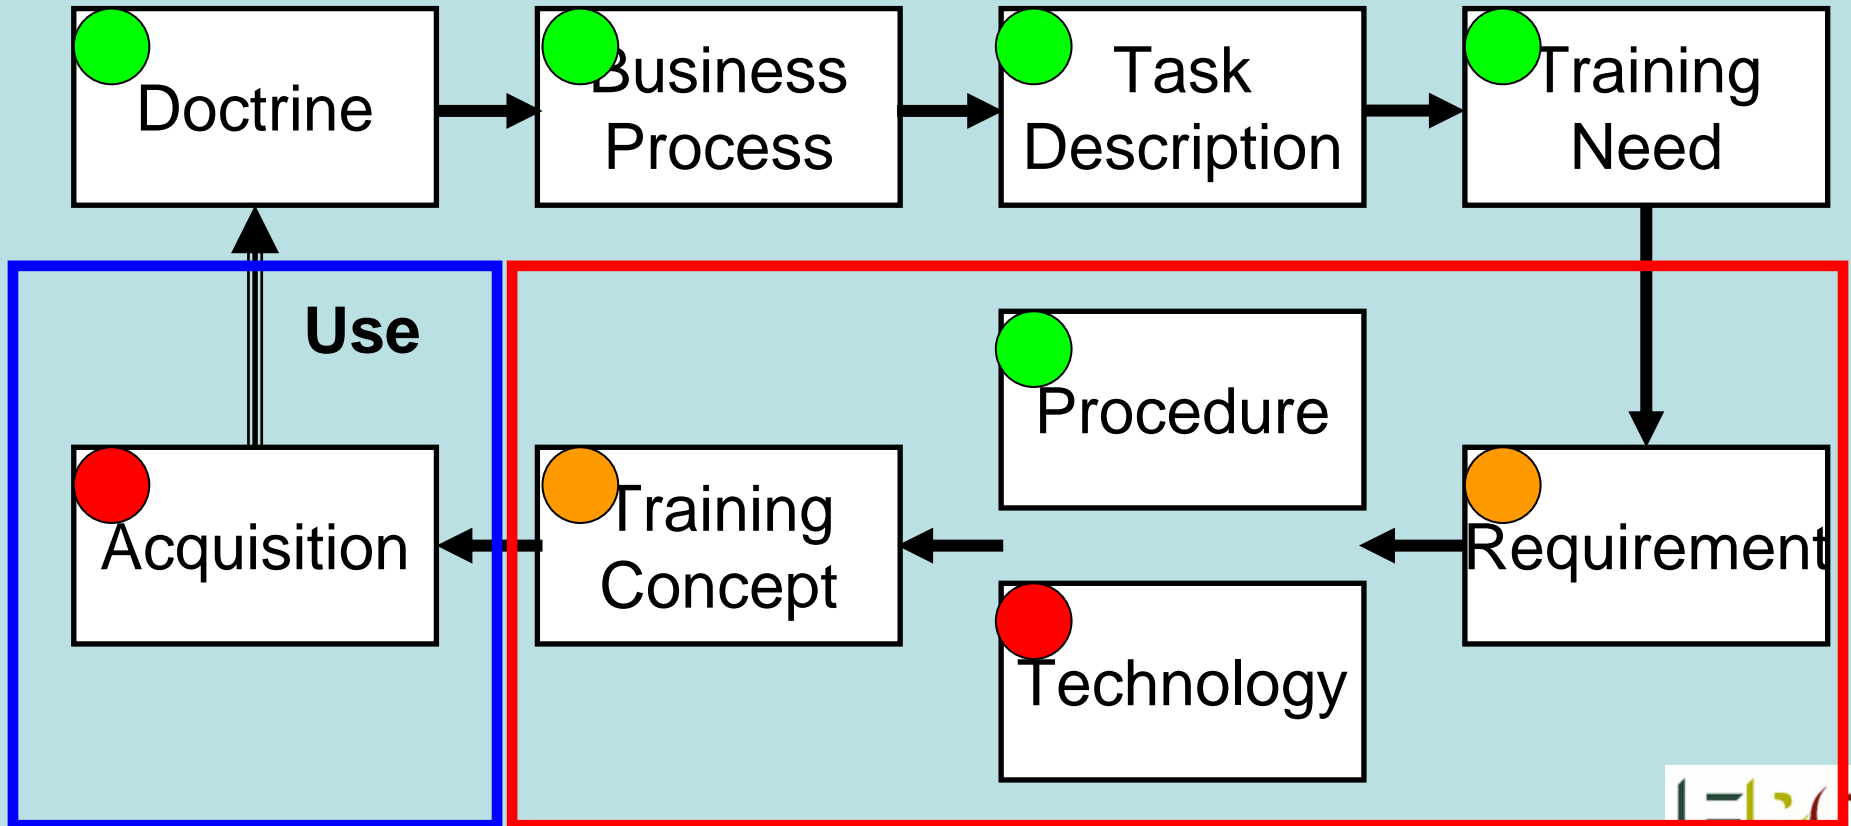 Doctrine
Business
Process
Task
Description
Training
Need
Use
Procedure
Acquisition
Training
Concept
Requirement
Technology